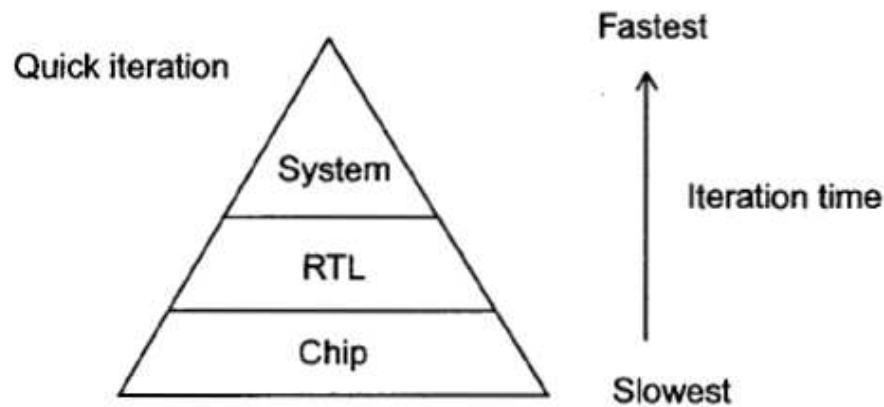 Fastest
Quick iteration
System
Iteration time
RTL
Chip
Slowest